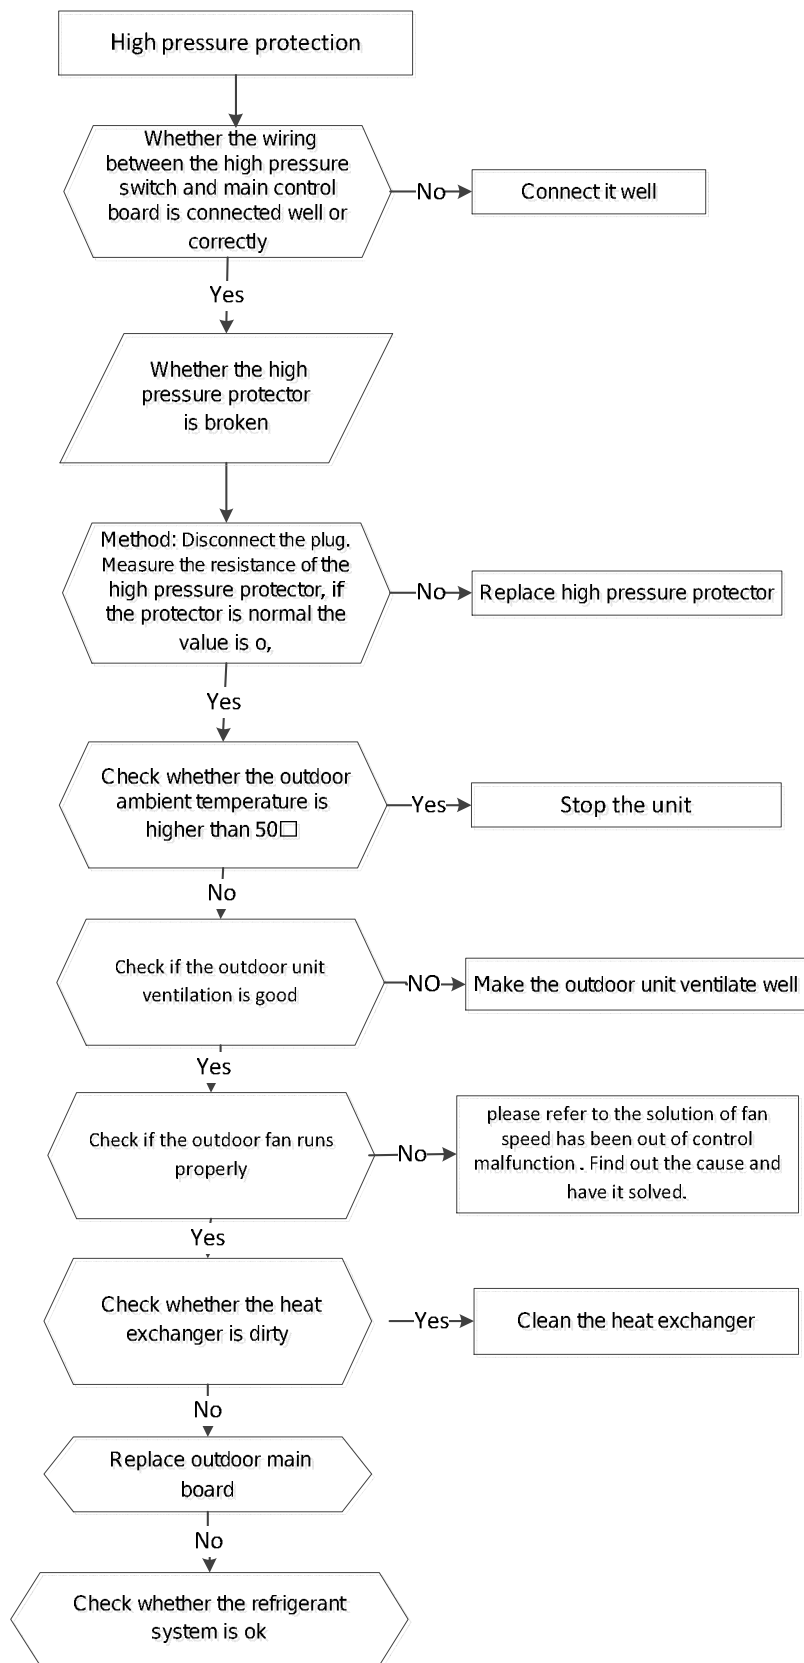 High pressure protection
Whether the wiring
between the high pressure
switch and main control
board is connected well or
correctly
No
Connect it well
Yes
Whether the high
pressure protector
is broken
Method: Disconnect the plug.
Measure the resistance of the
high pressure protector, if
the protector is normal the
value is o,
No
Replace high pressure protector
Yes
Check whether the outdoor
ambient temperature is
higher than 50□
Yes
Stop the unit
No
Check if the outdoor unit
ventilation is good
NO
Make the outdoor unit ventilate well
Yes
Check if the outdoor fan runs
properly
No
please refer to the solution of fan
speed has been out of control
malfunction . Find out the cause and
have it solved.
Yes
Check whether the heat
exchanger is dirty
Yes
Clean the heat exchanger
No
Replace outdoor main
board
No
Check whether the refrigerant
system is ok